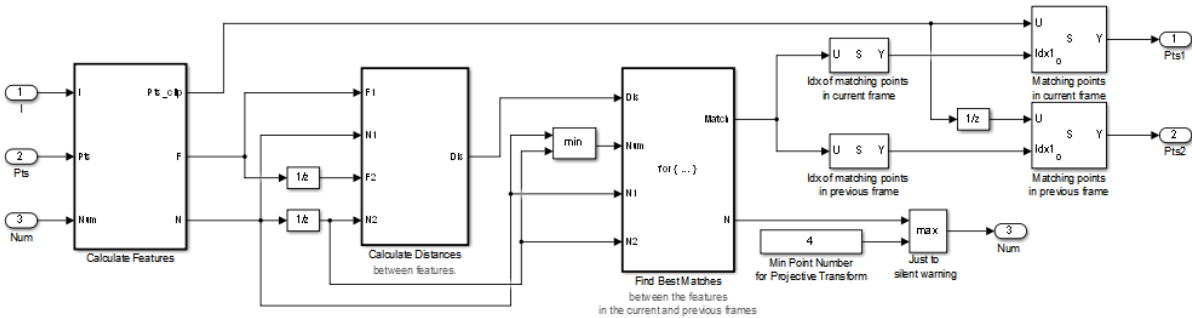 1
I
2
Pts
3
Num
I
Pts
Num
Pts_clip
F
N
Calculate Features
1/z
1/z
F1
N1
F2
N2
Dis
Calculate Distances
between features.
min
Dis
Num
N1
N2
Match
for { ... }
N
Find Best Matches
between the features
in the current and previous frames
U S Y
Idx of matching points
in current frame
U S Y
Idx of matching points
in previous frame
4
Min Point Number
for Projective Transform
max
Just to
silent warning
3
Num
U
S Y
Idx1
0
Matching points
in current frame
1
Pts1
1/z
U
S Y
Idx1
0
Matching points
in previous frame
2
Pts2